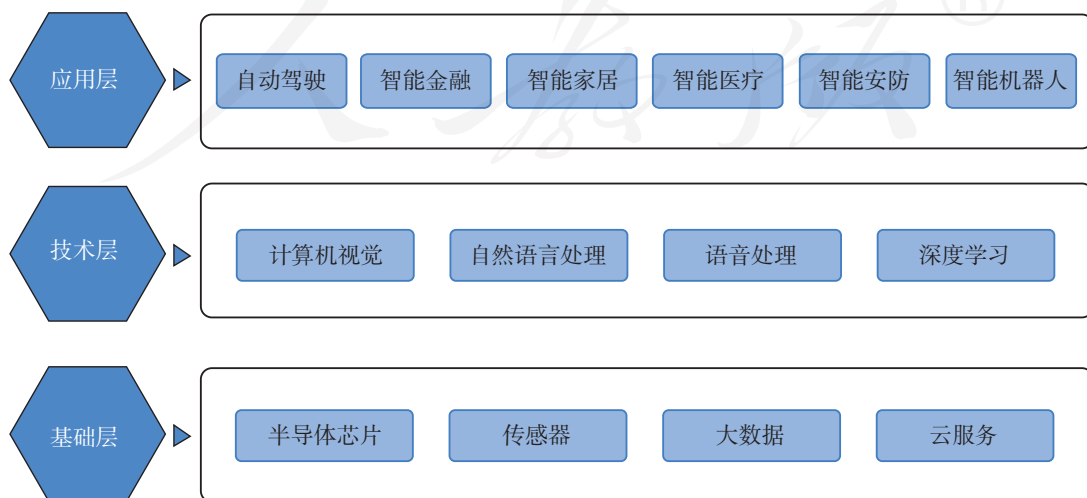 应用层
自动驾驶 智能金融 智能家居 智能医疗 智能安防 智能机器人
技术层
计算机视觉 自然语言处理 语音处理 深度学习
基础层
半导体芯片 传感器 大数据 云服务